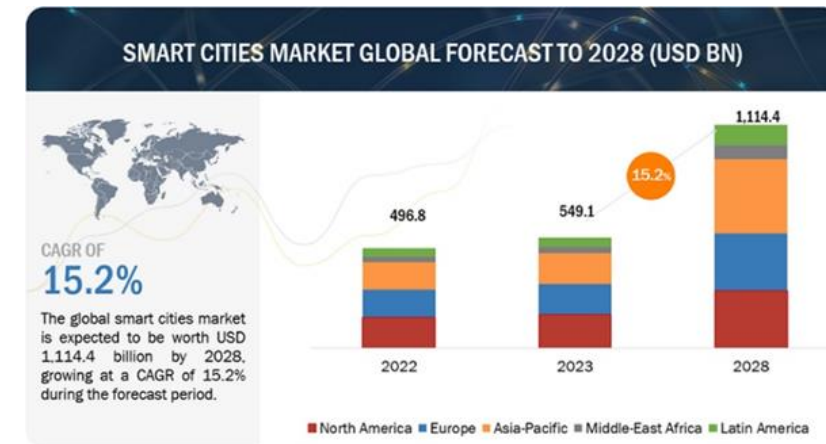 SMART CITIES MARKET GLOBAL FORECAST TO 2028 (USD BN)
CAGR OF
15.2%
The global smart cities market
is expected to be worth USD
1,114.4 billion by 2028,
growing at a CAGR of 15.2%
during the forecast period.
496.8
549.1
15.2%
1,114.4
2022
2023
2028
North America
Europe
Asia-Pacific
Middle-East Africa
Latin America